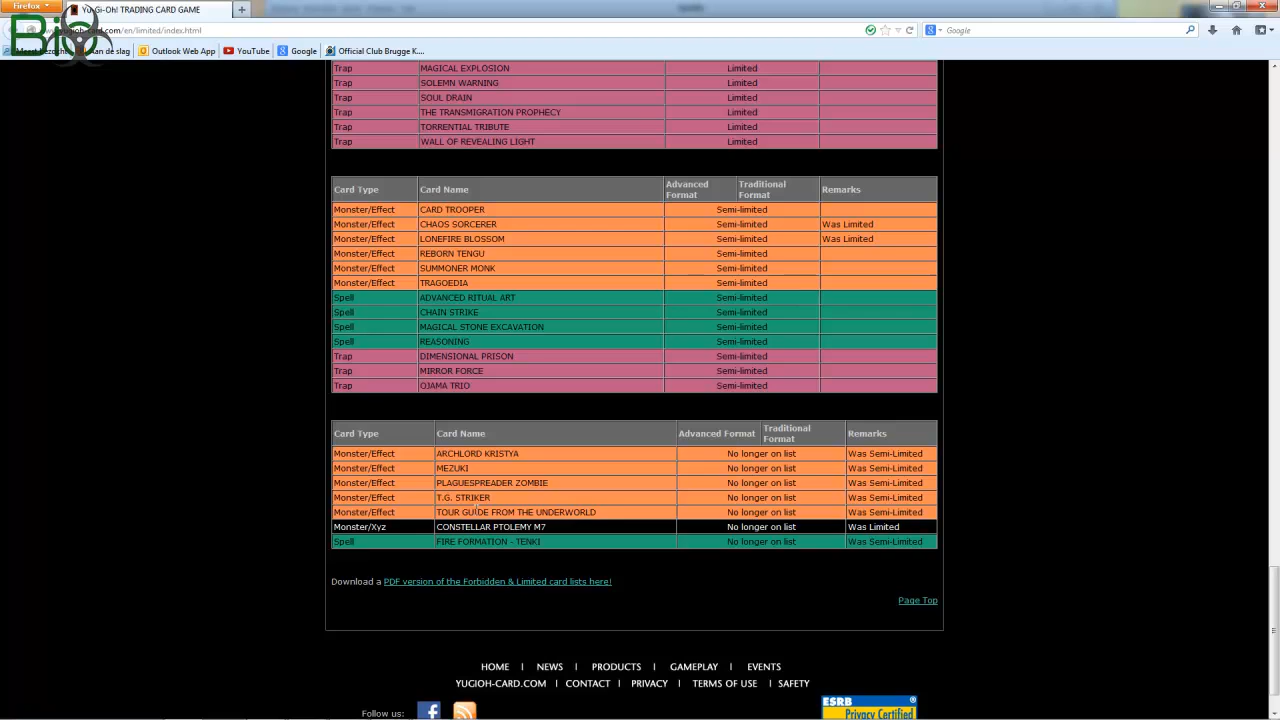 Firefox
Yu-Gi-Oh! TRADING CARD GAME
yugioh-card.com/en/limited/index.html
Google
Bio
Meest bezocht
Aan de slag
Outlook Web App
YouTube
Google
Official Club Brugge K....
Trap MAGICAL EXPLOSION Limited
Trap SOLEMN WARNING Limited
Trap SOUL DRAIN Limited
Trap THE TRANSMIGRATION PROPHECY Limited
Trap TORRENTIAL TRIBUTE Limited
Trap WALL OF REVEALING LIGHT Limited
Card Type Card Name Advanced Format Traditional Format Remarks
Monster/Effect CARD TROOPER Semi-limited
Monster/Effect CHAOS SORCERER Semi-limited Was Limited
Monster/Effect LONEFIRE BLOSSOM Semi-limited Was Limited
Monster/Effect REBORN TENGU Semi-limited
Monster/Effect SUMMONER MONK Semi-limited
Monster/Effect TRAGOEDIA Semi-limited
Spell ADVANCED RITUAL ART Semi-limited
Spell CHAIN STRIKE Semi-limited
Spell MAGICAL STONE EXCAVATION Semi-limited
Spell REASONING Semi-limited
Trap DIMENSIONAL PRISON Semi-limited
Trap MIRROR FORCE Semi-limited
Trap OJAMA TRIO Semi-limited
Card Type Card Name Advanced Format Traditional Format Remarks
Monster/Effect ARCHLORD KRISTYA No longer on list Was Semi-Limited
Monster/Effect MEZUKI No longer on list Was Semi-Limited
Monster/Effect PLAGUESPREADER ZOMBIE No longer on list Was Semi-Limited
Monster/Effect T.G. STRIKER No longer on list Was Semi-Limited
Monster/Effect TOUR GUIDE FROM THE UNDERWORLD No longer on list Was Semi-Limited
Monster/Xyz CONSTELLAR PTOLEMY M7 No longer on list Was Limited
Spell FIRE FORMATION - TENKI No longer on list Was Semi-Limited
Download a PDF version of the Forbidden & Limited card lists here!
Page Top
HOME | NEWS | PRODUCTS | GAMEPLAY | EVENTS
YUGIOH-CARD.COM | CONTACT | PRIVACY | TERMS OF USE | SAFETY
Follow us:
ESRB
Privacy Certified